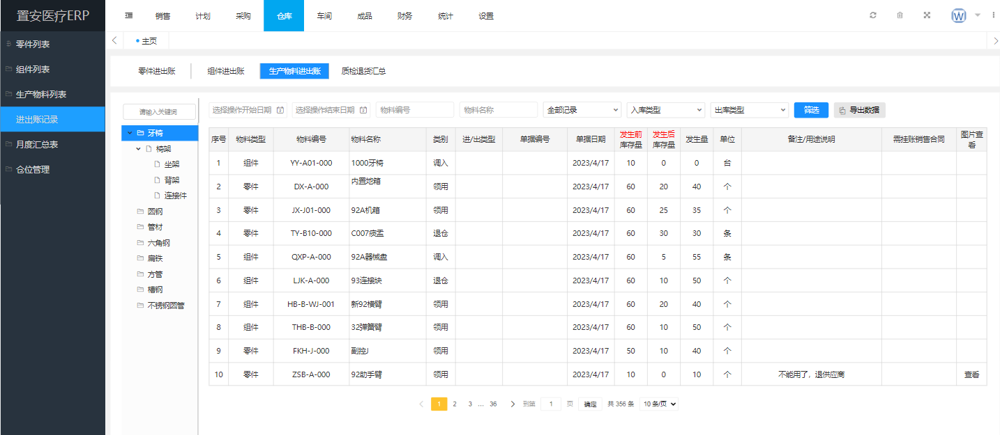 置安医疗ERP
销售 计划 采购 仓库 车间 成品 财务 统计 设置
W
零件列表
组件列表
生产物料列表
进出账记录
月度汇总表
仓位管理
主页
零件进出账 组件进出账 生产物料进出账 质检退货汇总
请输入关键词
牙椅
椅架
坐架
背架
连接件
圆钢
管材
六角钢
扁铁
方管
槽钢
不锈钢圆管
选择操作开始日期 选择操作结束日期 物料编号 物料名称 全部记录 入库类型 出库类型 筛选 导出数据
序号 物料类型 物料编号 物料名称 类别 进/出类型 单据编号 单据日期 发生前库存量 发生后库存量 发生量 单位 备注/用途说明 需挂账销售合同 图片查看
1 组件 YY-A01-000 1000牙椅 调入 2023/4/17 10 0 0 台
2 零件 DX-A-000 内置地箱 领用 2023/4/17 60 20 40 个
3 零件 JX-J01-000 92A机箱 领用 2023/4/17 60 25 35 个
4 零件 TY-B10-000 C007痰盂 退仓 2023/4/17 60 30 30 条
5 组件 QXP-A-000 92A器械盘 调入 2023/4/17 60 5 55 条
6 组件 LJK-A-000 93连接块 退仓 2023/4/17 60 10 50 个
7 组件 HB-B-WJ-001 新92横臂 领用 2023/4/17 60 20 40 个
8 组件 THB-B-000 32弹簧臂 领用 2023/4/17 60 10 50 个
9 零件 FKH-J-000 副控J 领用 2023/4/17 50 10 40 个
10 零件 ZSB-A-000 92助手臂 领用 2023/4/17 10 0 10 个 不能用了，退供应商 查看
1 2 3 ... 36 到第 1 页 确定 共 356 条 10 条/页